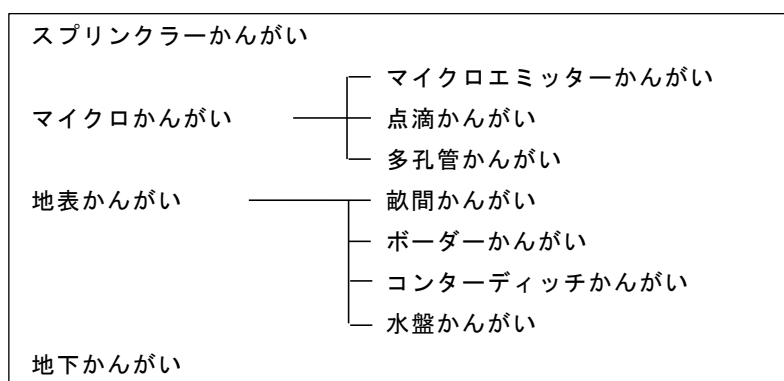 スプリンクラーかんがい
マイクロエミッターかんがい
マイクロかんがい 点滴かんがい
多孔管かんがい
地表かんがい 畝間かんがい
ボーダーかんがい
コンターディッチかんがい
水盤かんがい
地下かんがい